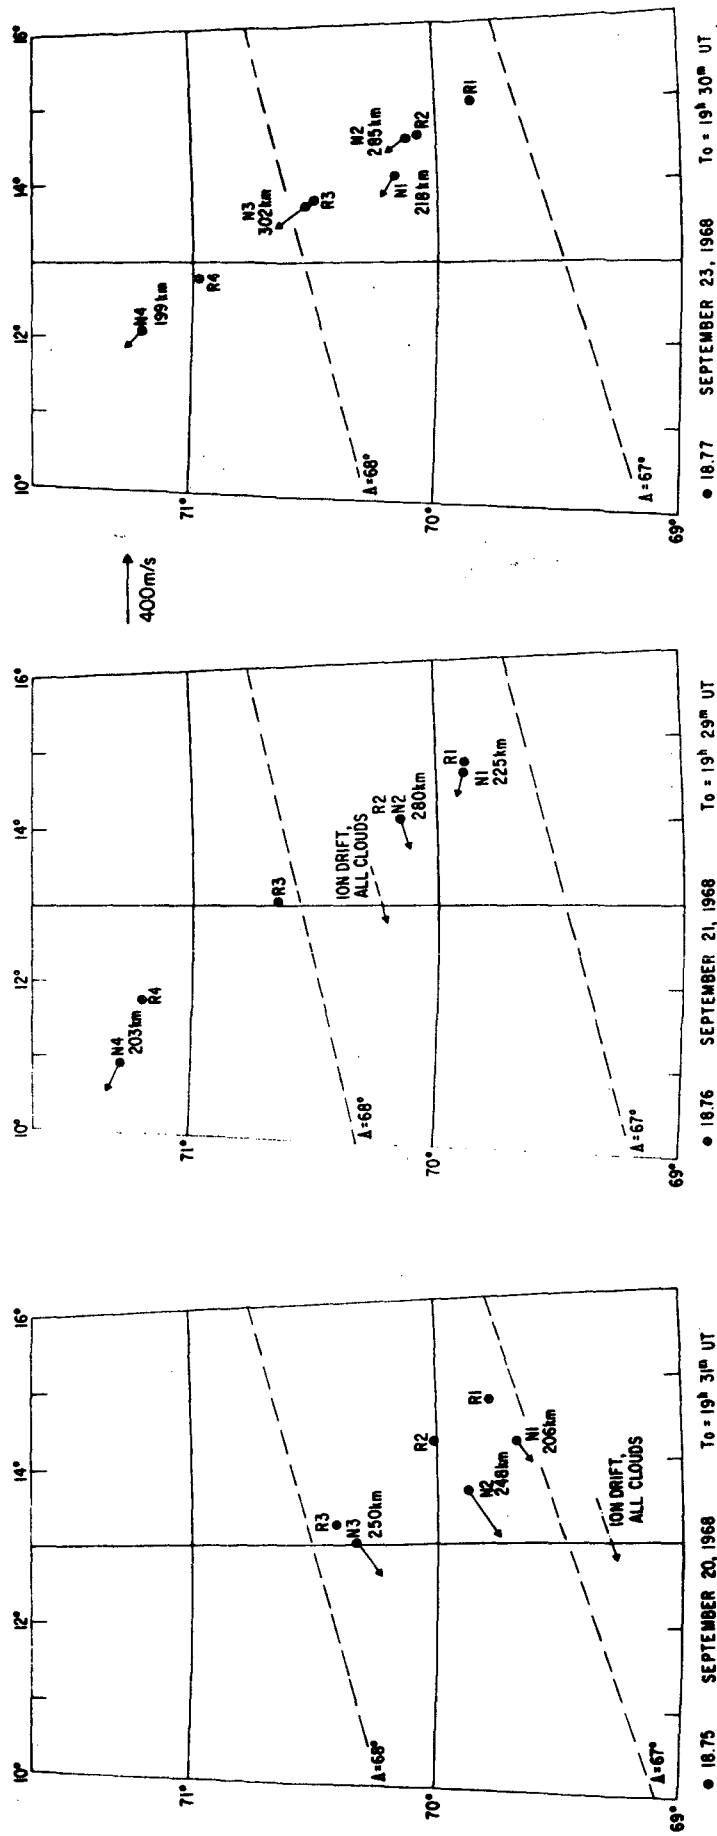 10°
12°
14°
16°
71°
70°
69°
Λ=68°
Λ=67°
R3
N3
250km
R2
R1
N2
248km
N1
206km
ION DRIFT,
ALL CLOUDS
● 18.75 SEPTEMBER 20, 1968 To = 19ʰ 31ᵐ UT
10°
12°
14°
16°
71°
70°
69°
Λ=68°
Λ=67°
N4
203km
R4
R3
ION DRIFT,
ALL CLOUDS
R2
N2
280km
R1
N1
225km
● 18.76 SEPTEMBER 21, 1968 To = 19ʰ 29ᵐ UT
400m/s
10°
12°
14°
16°
71°
70°
69°
Λ=68°
Λ=67°
N4
199km
R4
N3
302km
R3
N2
285km
R2
N1
218km
R1
● 18.77 SEPTEMBER 23, 1968 To = 19ʰ 30ᵐ UT